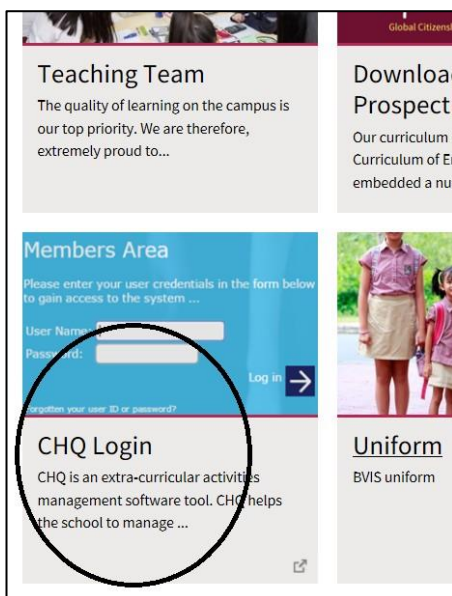 Global Citizens
Teaching Team
The quality of learning on the campus is
our top priority. We are therefore,
extremely proud to...
Download
Prospect
Our curriculum
Curriculum of E
embedded a nu
Members Area
Please enter your user credentials in the form below
to gain access to the system ...
User Name:
Password:
Log in
Forgotten your user ID or password?
CHQ Login
CHQ is an extra-curricular activities
management software tool. CHQ helps
the school to manage ...
Uniform
BVIS uniform